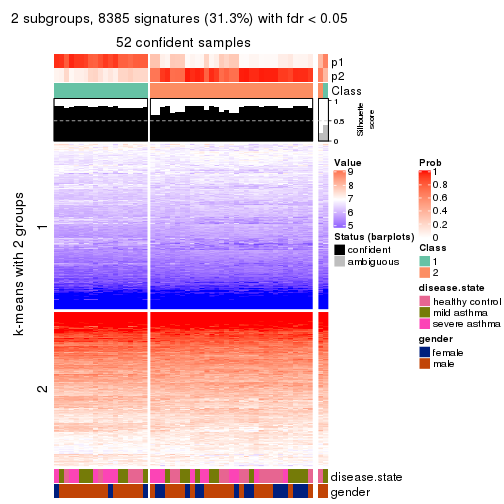 2 subgroups, 8385 signatures (31.3%) with fdr < 0.05
52 confident samples
p1
p2
Class
1
0.5
0
Silhouette
score
k-means with 2 groups
1
2
Value
9
8
7
6
5
Status (barplots)
confident
ambiguous
Prob
1
0.8
0.6
0.4
0.2
0
Class
1
2
disease.state
healthy control
mild asthma
severe asthma
gender
female
male
disease.state
gender